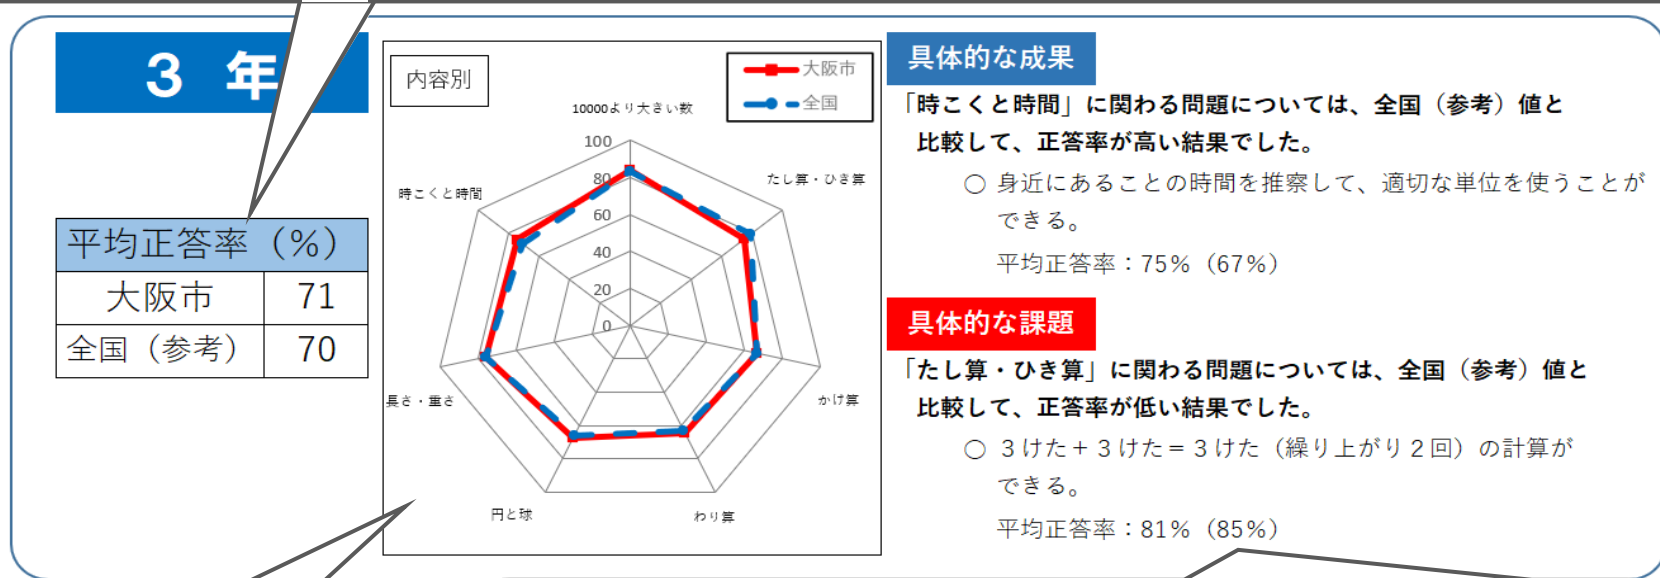 3 年
平均正答率（%）
大阪市 71
全国（参考） 70
内容別
大阪市
全国
10000より大きい数
たし算・ひき算
かけ算
わり算
円と球
長さ・重さ
時こくと時間
100
80
60
40
20
0
具体的な成果
「時こくと時間」に関わる問題については、全国（参考）値と
比較して、正答率が高い結果でした。
○ 身近にあることの時間を推察して、適切な単位を使うことが
できる。
平均正答率：75%（67%）
具体的な課題
「たし算・ひき算」に関わる問題については、全国（参考）値と
比較して、正答率が低い結果でした。
○ ３けた＋３けた＝３けた（繰り上がり２回）の計算が
できる。
平均正答率：81%（85%）